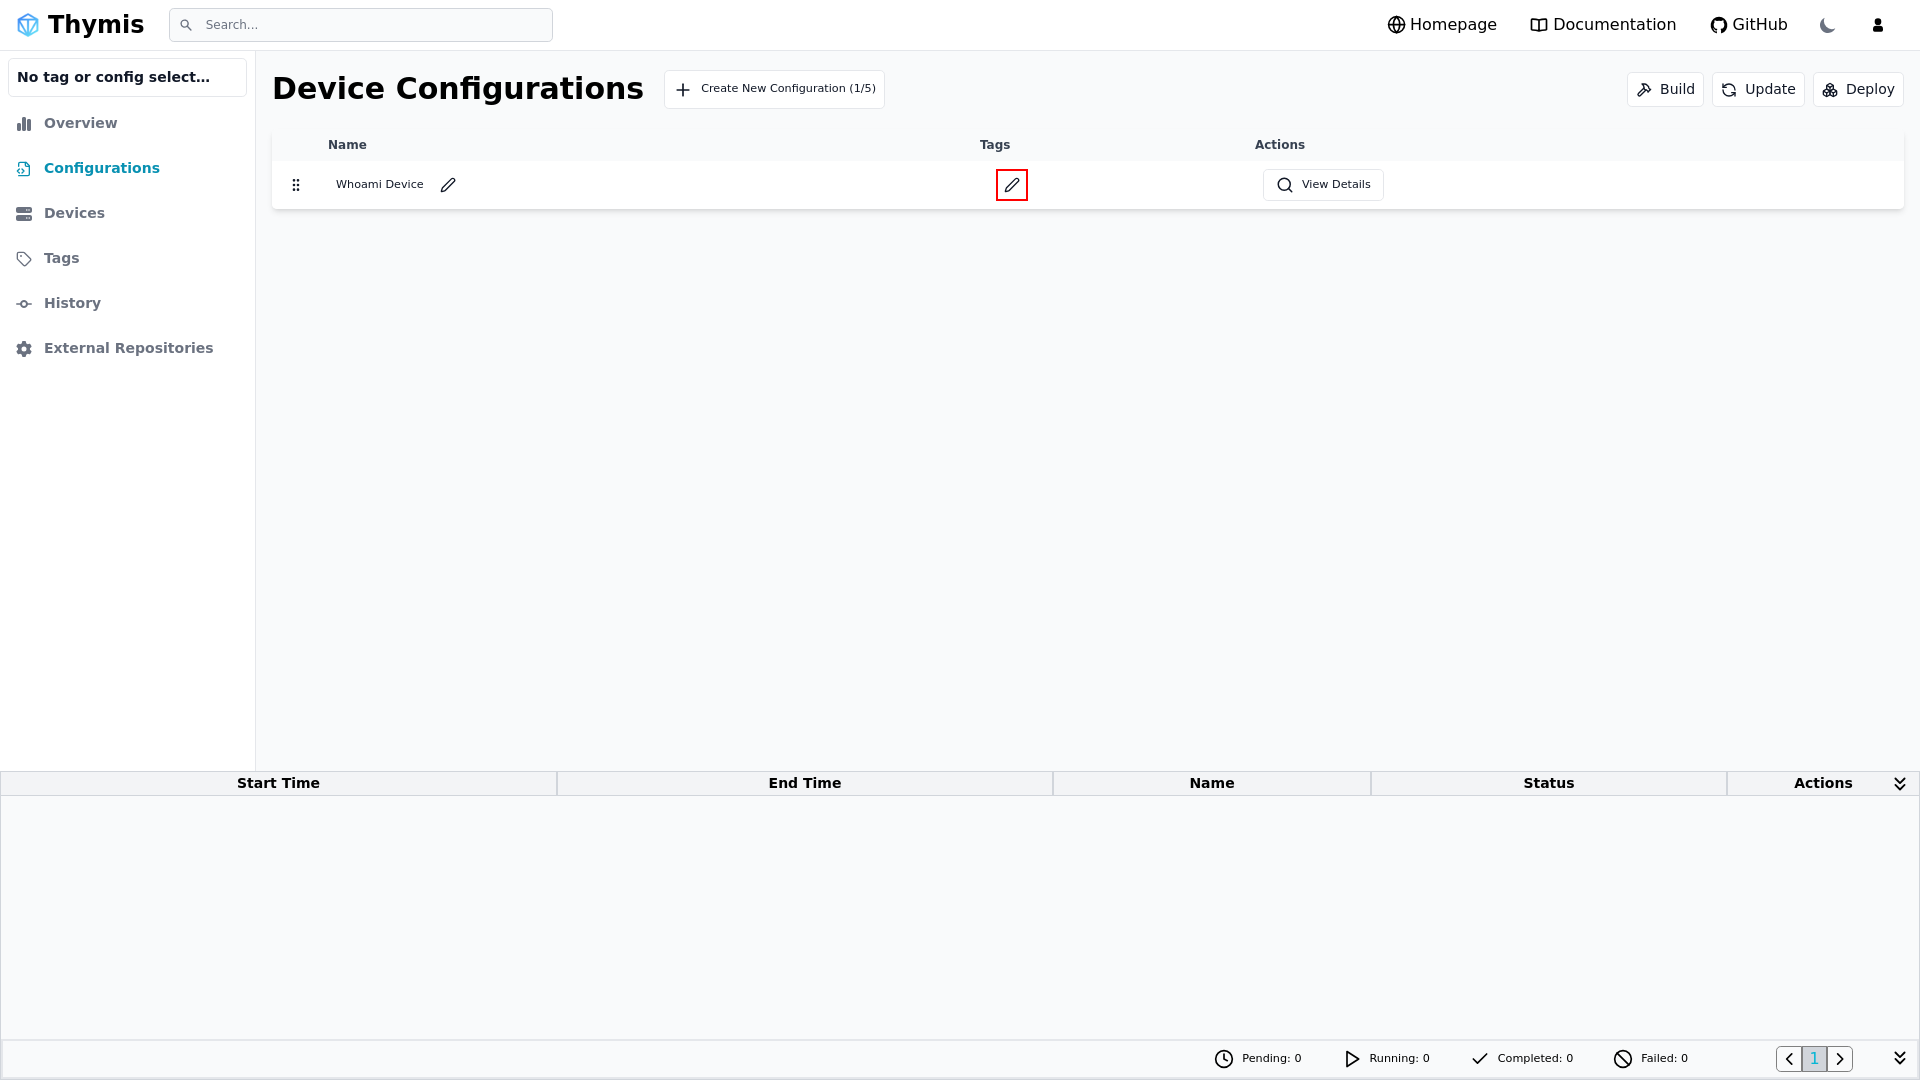 Thymis
Search...
Homepage
Documentation
GitHub
No tag or config select...
Overview
Configurations
Devices
Tags
History
External Repositories
Device Configurations
Create New Configuration (1/5)
Build
Update
Deploy
Name
Tags
Actions
Whoami Device
View Details
Start Time
End Time
Name
Status
Actions
Pending: 0
Running: 0
Completed: 0
Failed: 0
1